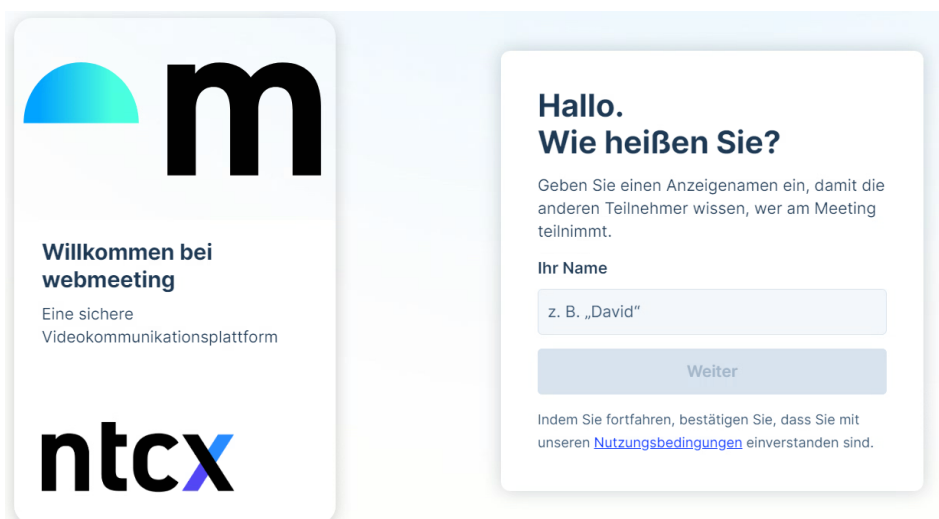 m
Willkommen bei
webmeeting
Eine sichere
Videokommunikationsplattform
ntcx
Hallo.
Wie heißen Sie?
Geben Sie einen Anzeigenamen ein, damit die
anderen Teilnehmer wissen, wer am Meeting
teilnimmt.
Ihr Name
z. B. „David“
Weiter
Indem Sie fortfahren, bestätigen Sie, dass Sie mit
unseren Nutzungsbedingungen einverstanden sind.